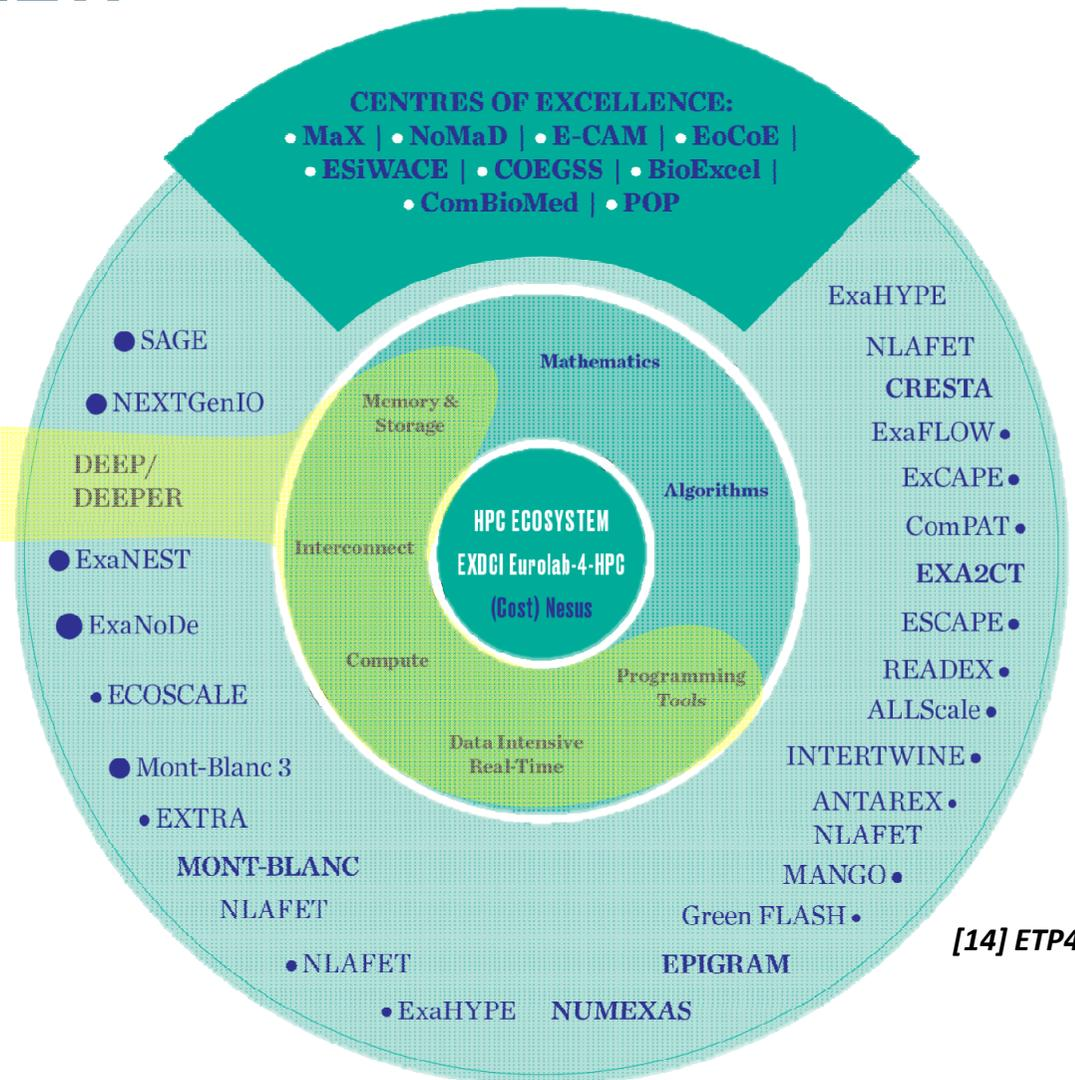 CENTRES OF EXCELLENCE:
• MaX | • NoMaD | • E-CAM | • EoCoE |
• ESiWACE | • COEGSS | • BioExcel |
• ComBioMed | • POP
ExaHYPE
NLAFET
CRESTA
ExaFLOW •
ExCAPE •
ComPAT •
EXA2CT
ESCAPE •
READEX •
ALLScale •
INTERTWINE •
ANTAREX •
NLAFET
MANGO •
Green FLASH •
EPIGRAM
NUMEXAS
• ExaHYPE
• NLAFET
NLAFET
MONT-BLANC
• EXTRA
• Mont-Blanc 3
• ECOSCALE
• ExaNoDe
• ExaNEST
DEEP/
DEEPER
• NEXTGenIO
• SAGE
Mathematics
Algorithms
Programming
Tools
Data Intensive
Real-Time
Compute
Interconnect
Memory &
Storage
HPC ECOSYSTEM
EXDCI Eurolab-4-HPC
(Cost) Nesus
[14] ETP4